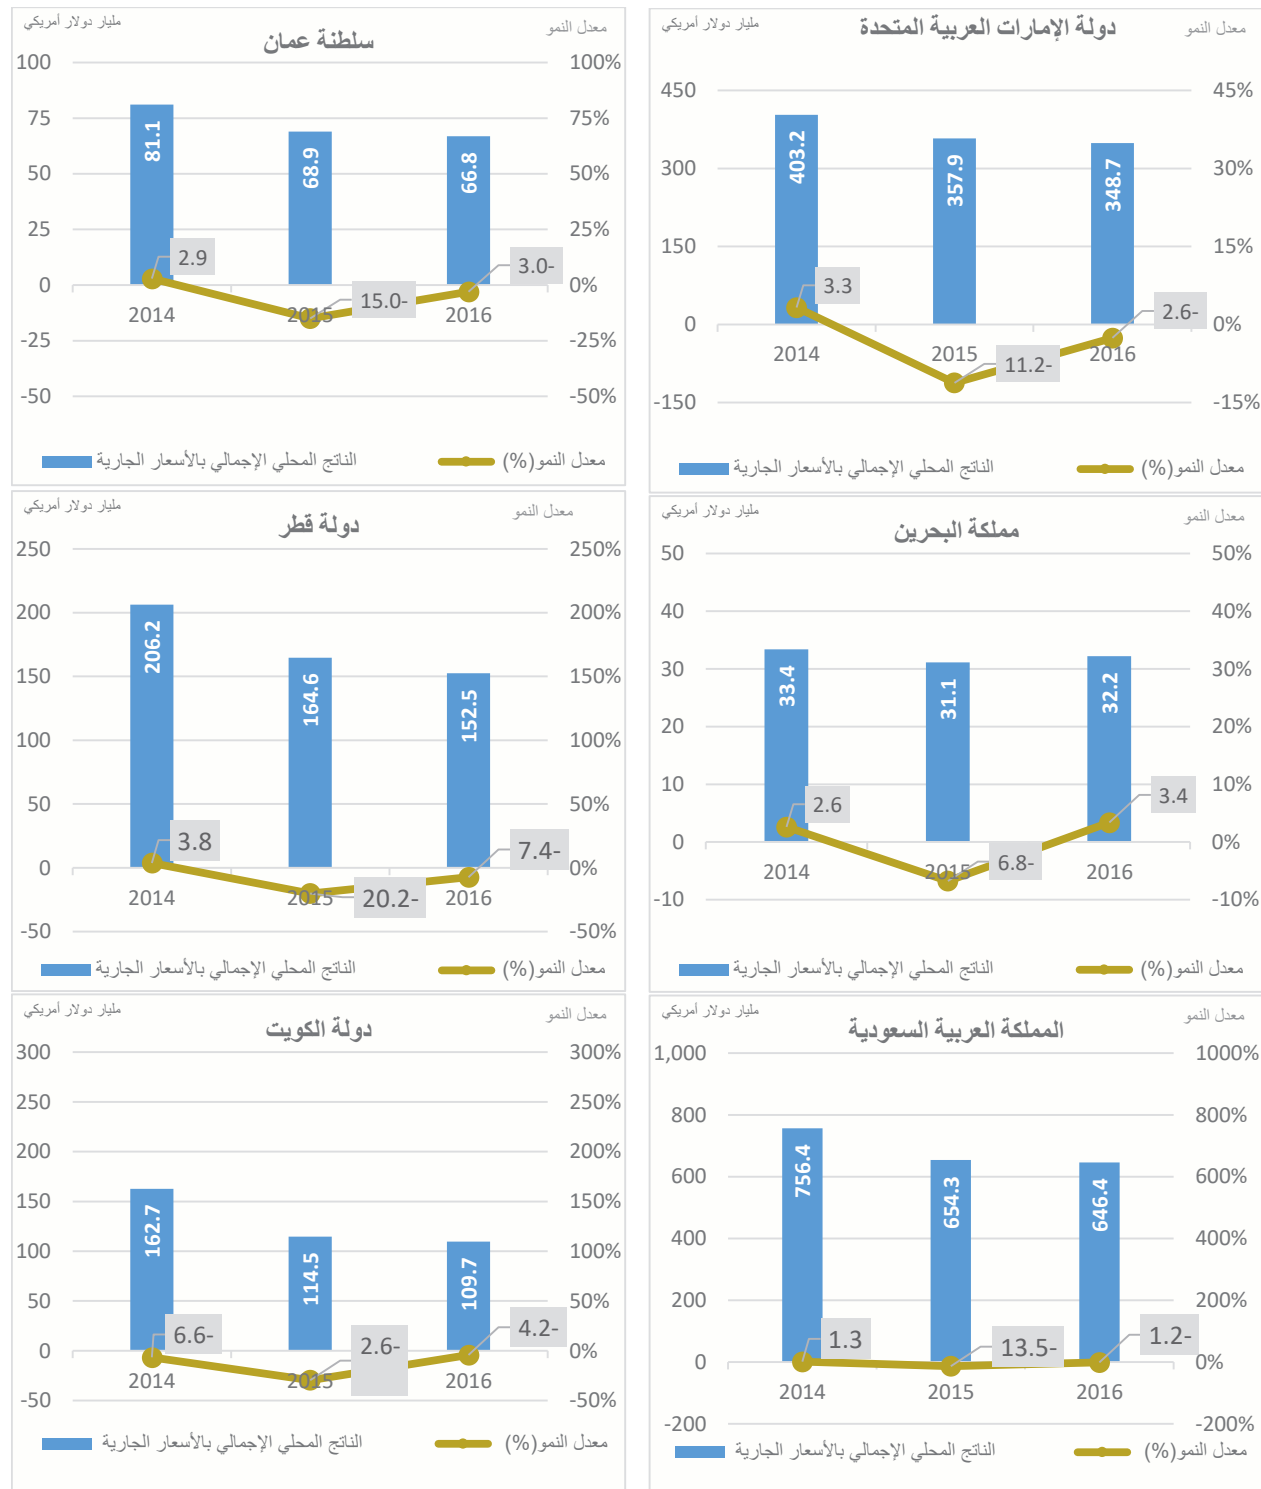 مليار دولار أمريكي
معدل النمو
سلطنة عمان
100 100%
75 75%
50 50%
25 25%
0 0%
-25 -25%
-50 -50%
81.1 68.9 66.8
2.9 15.0- 3.0-
2014 2015 2016
الناتج المحلي الإجمالي بالأسعار الجارية معدل النمو(%)
مليار دولار أمريكي
معدل النمو
دولة الإمارات العربية المتحدة
450 45%
300 30%
150 15%
0 0%
-150 -15%
403.2 357.9 348.7
3.3 11.2- 2.6-
2014 2015 2016
الناتج المحلي الإجمالي بالأسعار الجارية معدل النمو(%)
مليار دولار أمريكي
معدل النمو
دولة قطر
250 250%
200 200%
150 150%
100 100%
50 50%
0 0%
-50 -50%
206.2 164.6 152.5
3.8 20.2- 7.4-
2014 2015 2016
الناتج المحلي الإجمالي بالأسعار الجارية معدل النمو(%)
مليار دولار أمريكي
معدل النمو
مملكة البحرين
50 50%
40 40%
30 30%
20 20%
10 10%
0 0%
-10 -10%
33.4 31.1 32.2
2.6 6.8- 3.4
2014 2015 2016
الناتج المحلي الإجمالي بالأسعار الجارية معدل النمو(%)
مليار دولار أمريكي
معدل النمو
دولة الكويت
300 300%
250 250%
200 200%
150 150%
100 100%
50 50%
0 0%
-50 -50%
162.7 114.5 109.7
6.6- 2.6- 4.2-
2014 2015 2016
الناتج المحلي الإجمالي بالأسعار الجارية معدل النمو(%)
مليار دولار أمريكي
معدل النمو
المملكة العربية السعودية
1,000 1000%
800 800%
600 600%
400 400%
200 200%
0 0%
-200 -200%
756.4 654.3 646.4
1.3 13.5- 1.2-
2014 2015 2016
الناتج المحلي الإجمالي بالأسعار الجارية معدل النمو(%)